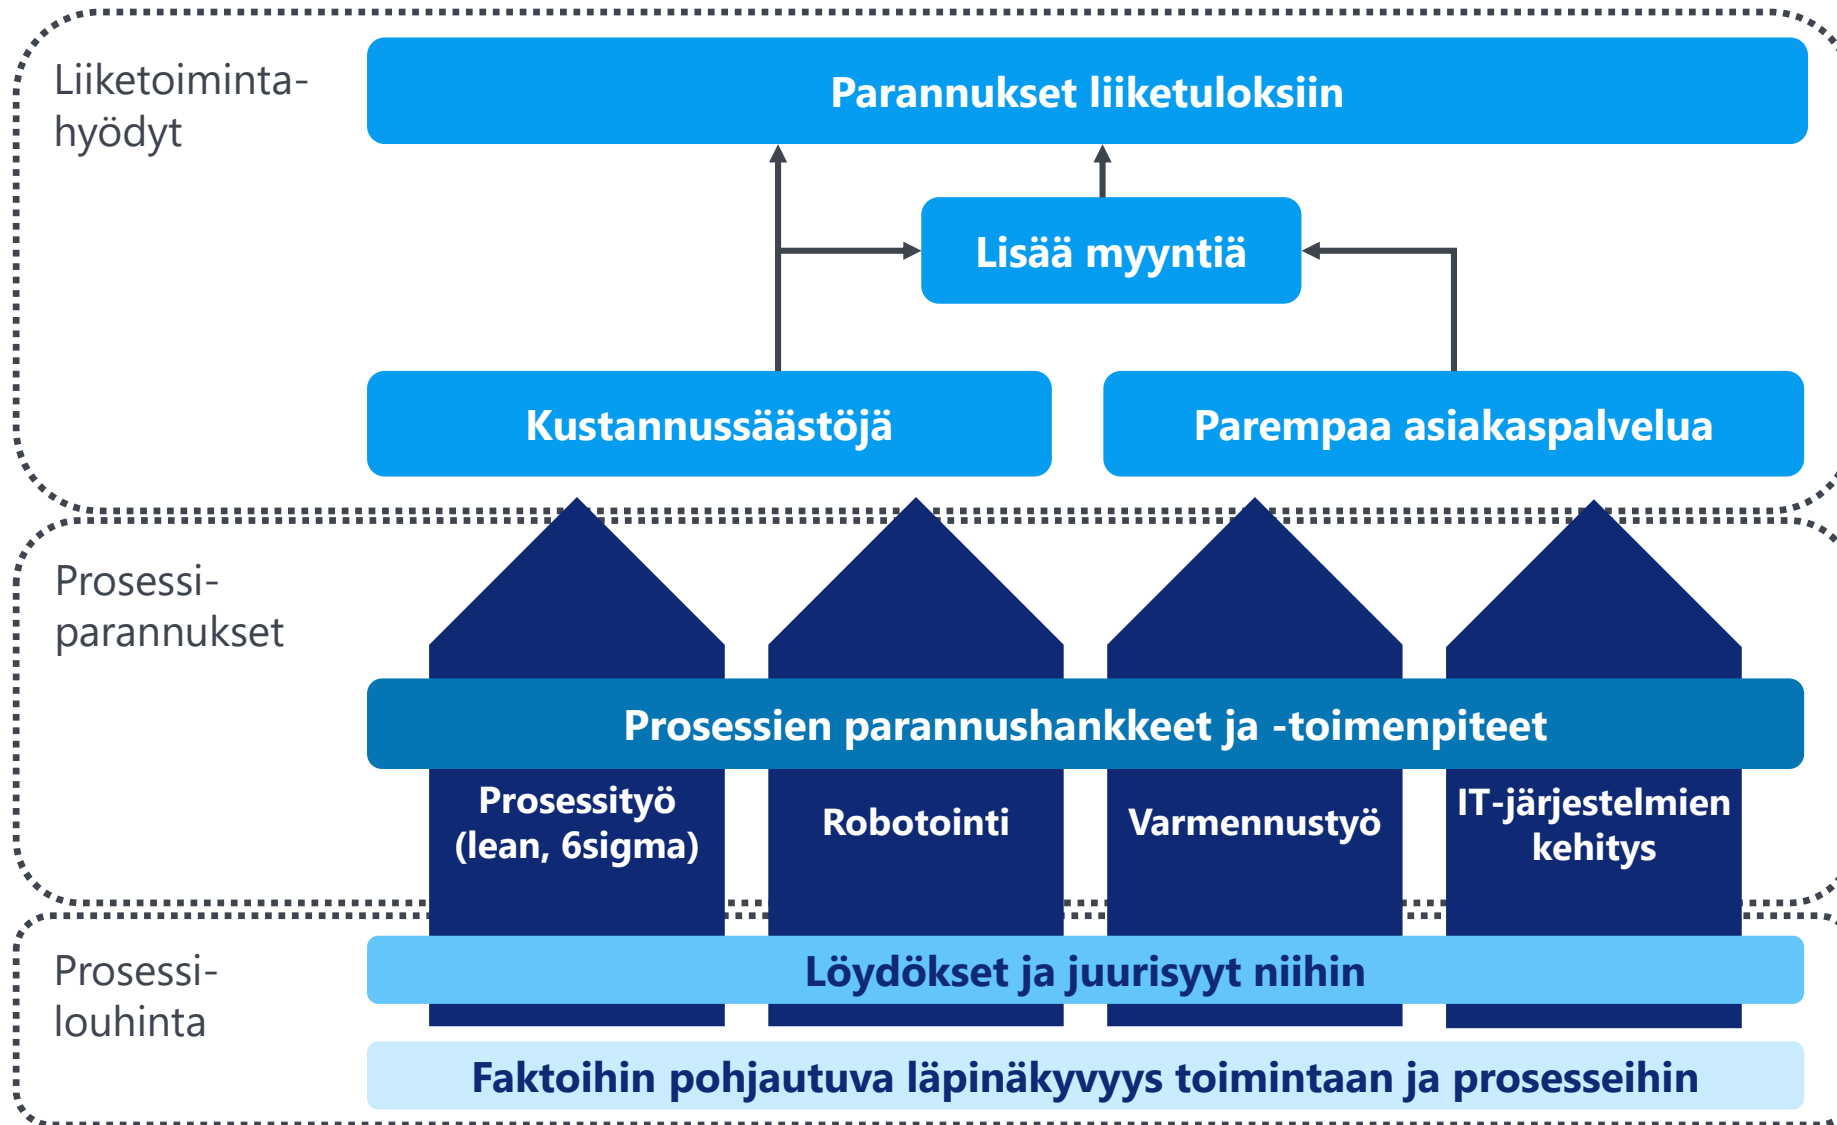 Liiketoiminta-
hyödyt
Parannukset liiketuloksiin
Lisää myyntiä
Kustannussäästöjä
Parempaa asiakaspalvelua
Prosessi-
parannukset
Prosessien parannushankkeet ja -toimenpiteet
Prosessityö
(lean, 6sigma)
Robotointi
Varmennustyö
IT-järjestelmien
kehitys
Prosessi-
louhinta
Löydökset ja juurisyyt niihin
Faktoihin pohjautuva läpinäkyvyys toimintaan ja prosesseihin